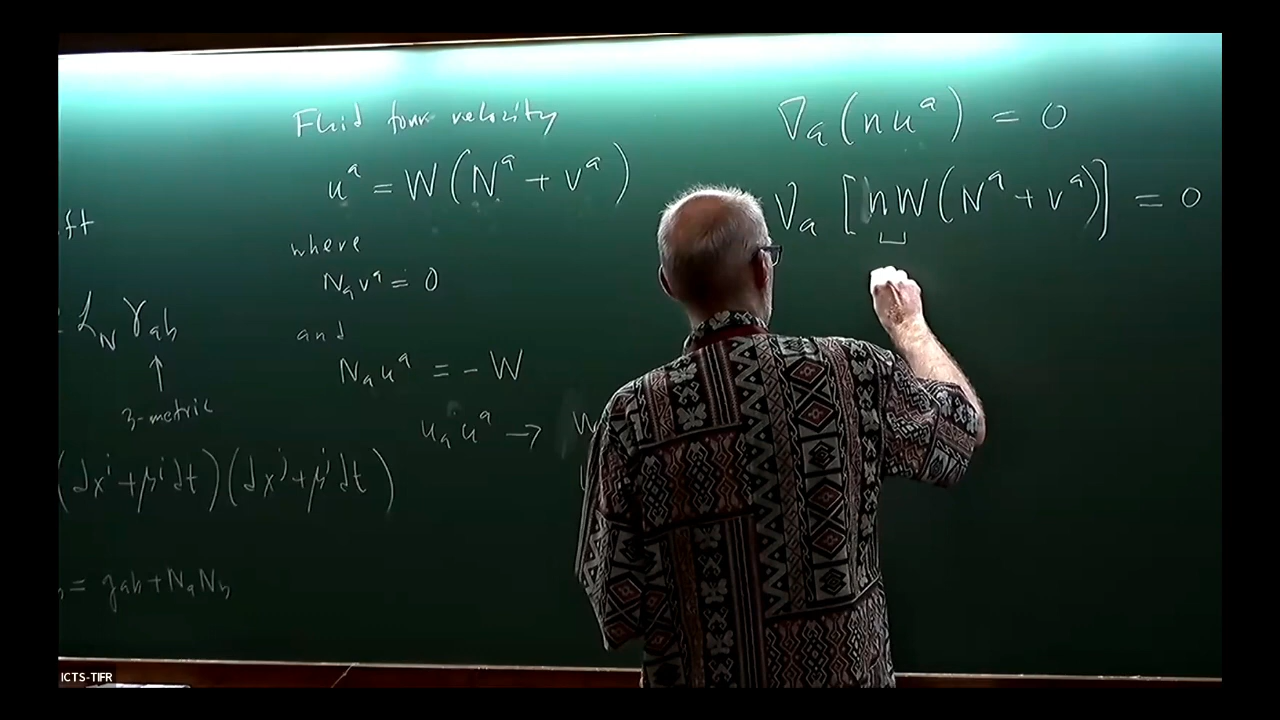 ft
ℒ_N γ_ab
↑
3-metric
(dx^i + β^i dt)(dx^j + β^j dt)
= g_ab + N_a N_b
Fluid four velocity
u^a = W(N^a + v^a)
where
N_a v^a = 0
and
N_a u^a = - W
u_a u^a → W
∇_a (n u^a) = 0
∇_a [n W (N^a + v^a)] = 0
ICTS-TIFR